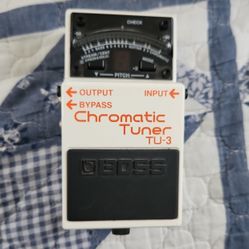 CHECK
PITCH
OUTPUT INPUT
BYPASS
Chromatic
Tuner
TU-3
BOSS